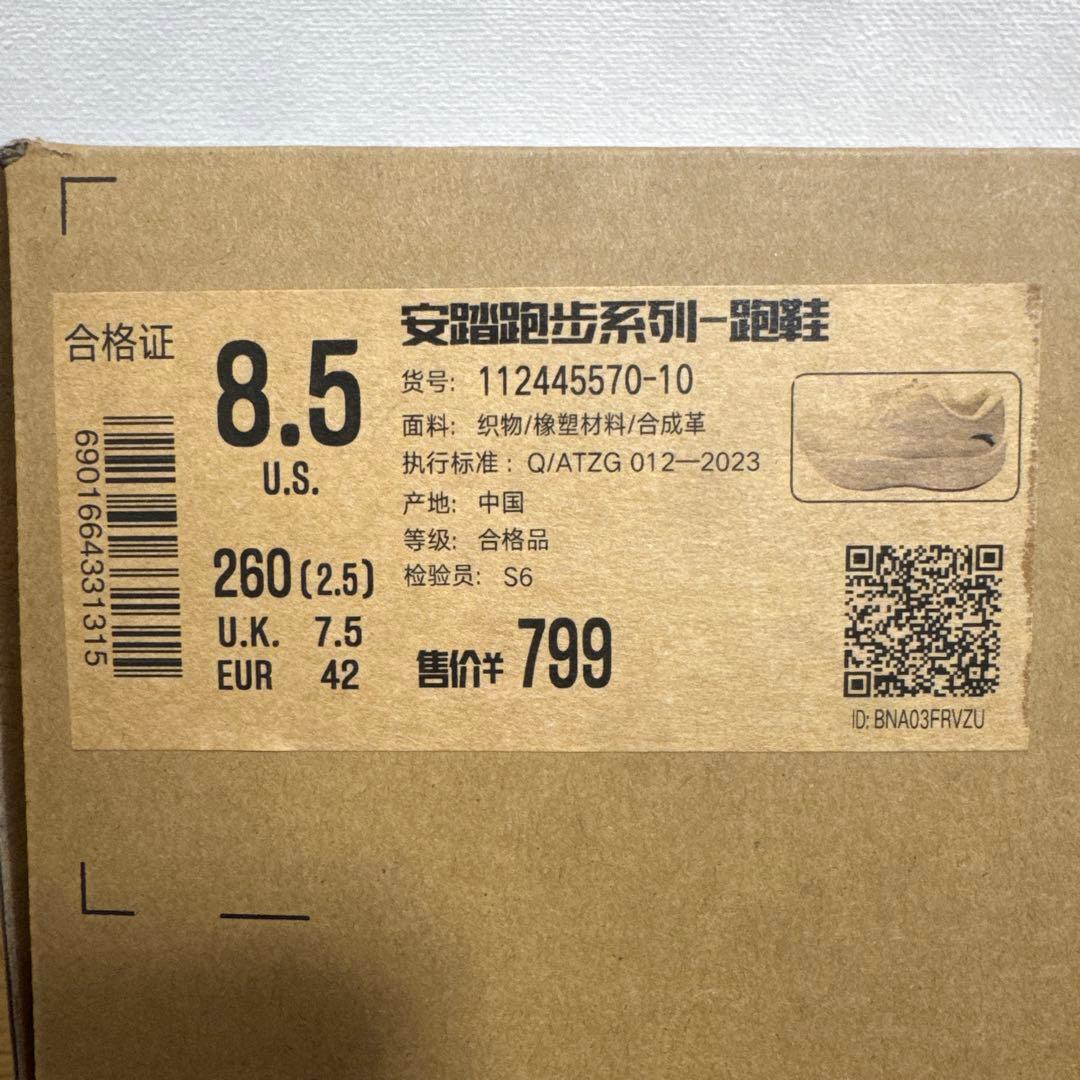 合格证
6901664331315
8.5
U.S.
260(2.5)
U.K. 7.5
EUR 42
安踏跑步系列-跑鞋
货号: 112445570-10
面料: 织物/橡塑材料/合成革
执行标准: Q/ATZG 012—2023
产地: 中国
等级: 合格品
检验员: S6
售价¥ 799
ID: BNA03FRVZU